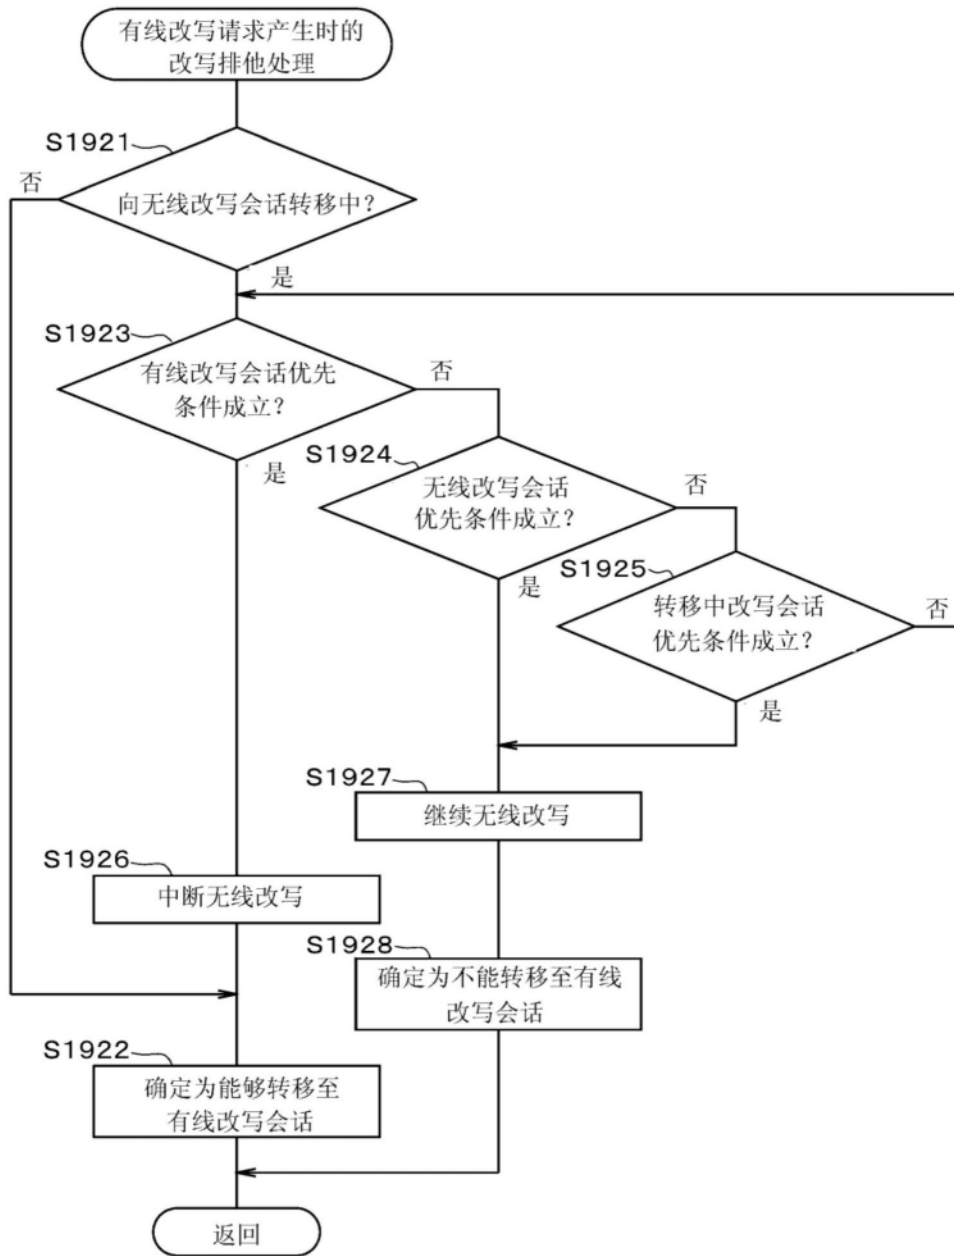 有线改写请求产生时的
改写排他处理
S1921
否
向无线改写会话转移中？
是
S1923
有线改写会话优先
条件成立？
否
是
S1924
无线改写会话
优先条件成立？
否
是
S1925
转移中改写会话
优先条件成立？
否
是
S1927
继续无线改写
S1926
中断无线改写
S1928
确定为不能转移至有线
改写会话
S1922
确定为能够转移至
有线改写会话
返回